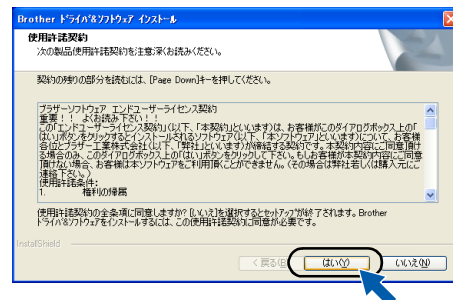 Brother ドライバ&ソフトウェア インストール
使用許諾契約
次の製品使用許諾契約を注意深くお読みください。
契約の残りの部分を読むには、[Page Down]キーを押してください。
ブラザーソフトウェア エンドユーザーライセンス契約
重要！！ よくお読み下さい！！
この「エンドユーザーライセンス契約」(以下、「本契約」といいます)は、お客様がこのダイアログボックス上の「
はい」ボタンをクリックするとインストールされるソフトウェア(以下、「本ソフトウェア」といいます)について、お客様
各位とブラザー工業株式会社(以下、「弊社」といいます)が締結する契約です。本契約内容にご同意頂け
る場合のみ、このダイアログボックス上の「はい」ボタンをクリックして下さい。もしお客様が本契約内容にご同意
頂けない場合、お客様は本ソフトウェアをご利用頂くことができません。(その場合は弊社若しくは購入元にご
連絡下さい。)
使用許諾条件:
1. 権利の帰属
使用許諾契約の全条項に同意しますか? [いいえ]を選択するとセットアップが終了されます。Brother
ドライバ&ソフトウェアをインストールするには、この使用許諾契約に同意が必要です。
InstallShield
< 戻る(B)
はい(Y)
いいえ(N)